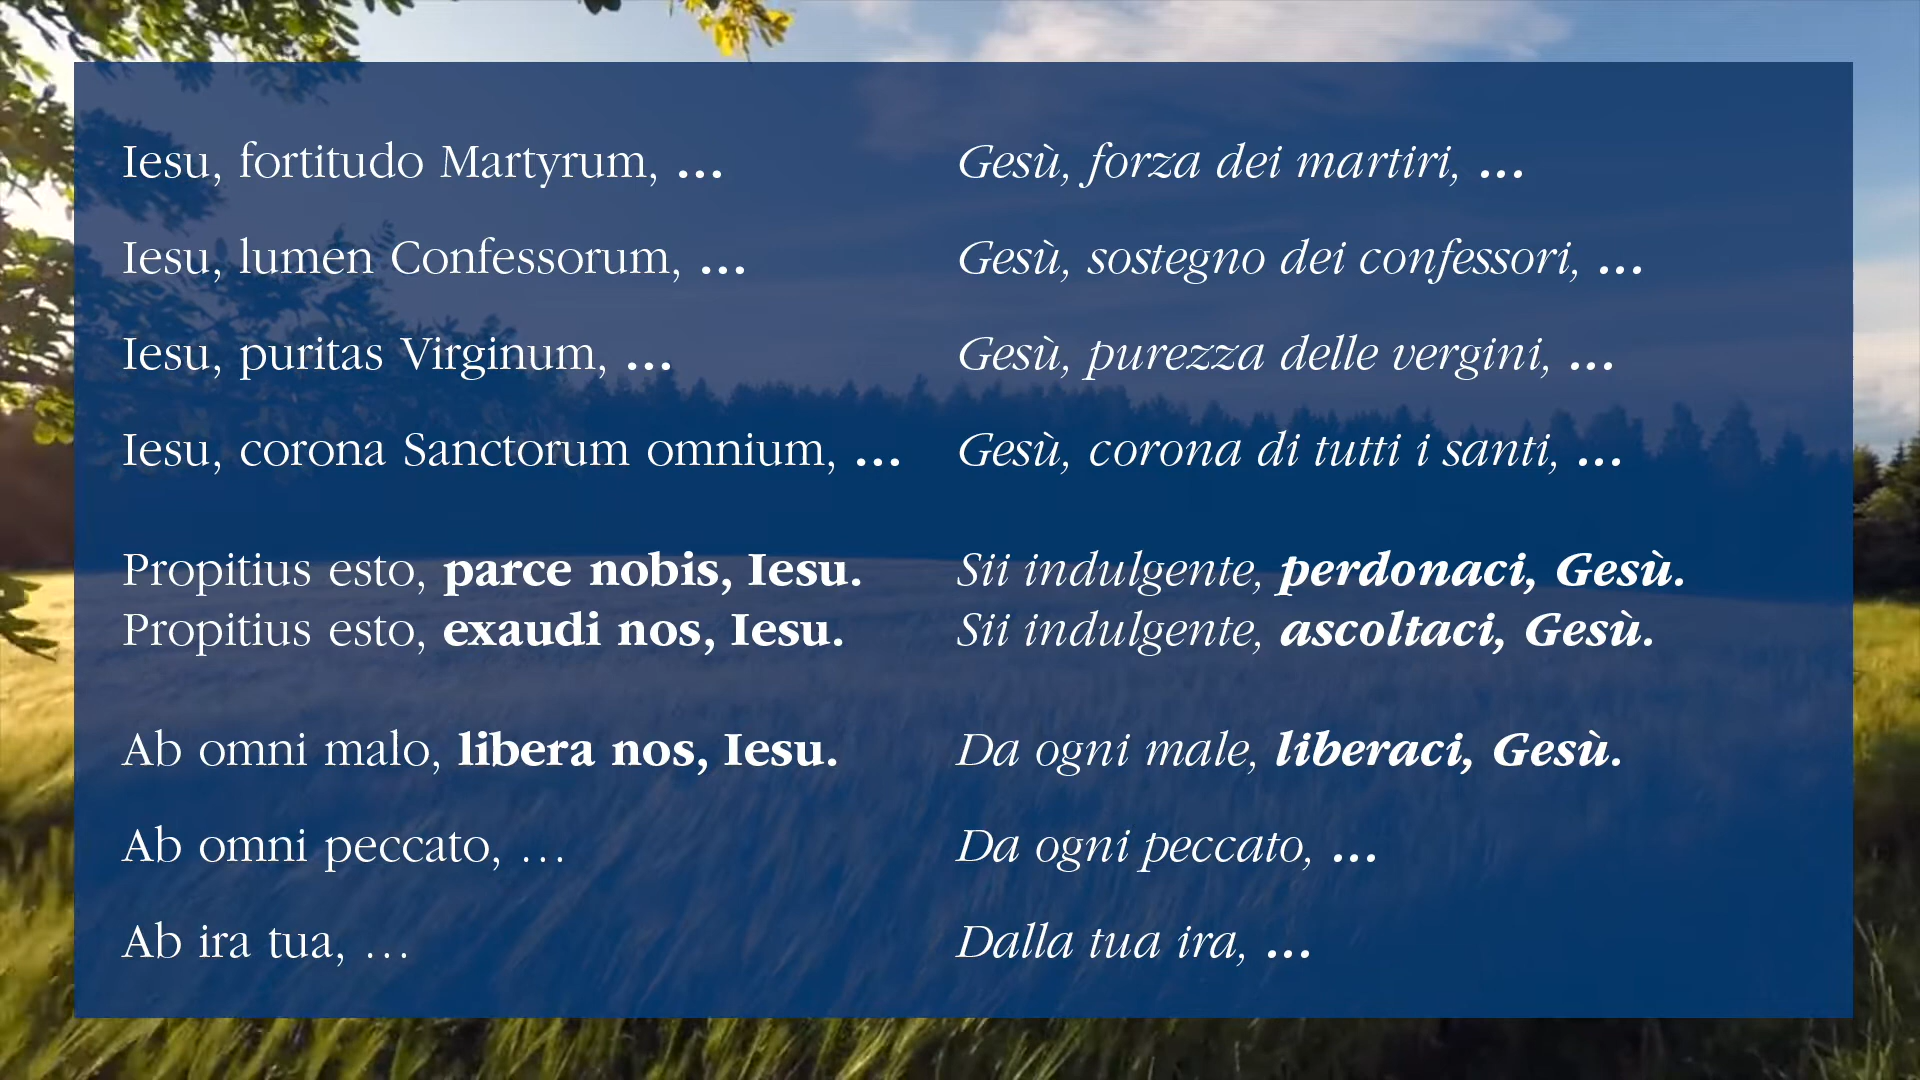 Iesu, fortitudo Martyrum, ...
Gesù, forza dei martiri, ...
Iesu, lumen Confessorum, ...
Gesù, sostegno dei confessori, ...
Iesu, puritas Virginum, ...
Gesù, purezza delle vergini, ...
Iesu, corona Sanctorum omnium, ...
Gesù, corona di tutti i santi, ...
Propitius esto, parce nobis, Iesu.
Sii indulgente, perdonaci, Gesù.
Propitius esto, exaudi nos, Iesu.
Sii indulgente, ascoltaci, Gesù.
Ab omni malo, libera nos, Iesu.
Da ogni male, liberaci, Gesù.
Ab omni peccato, ...
Da ogni peccato, ...
Ab ira tua, ...
Dalla tua ira, ...